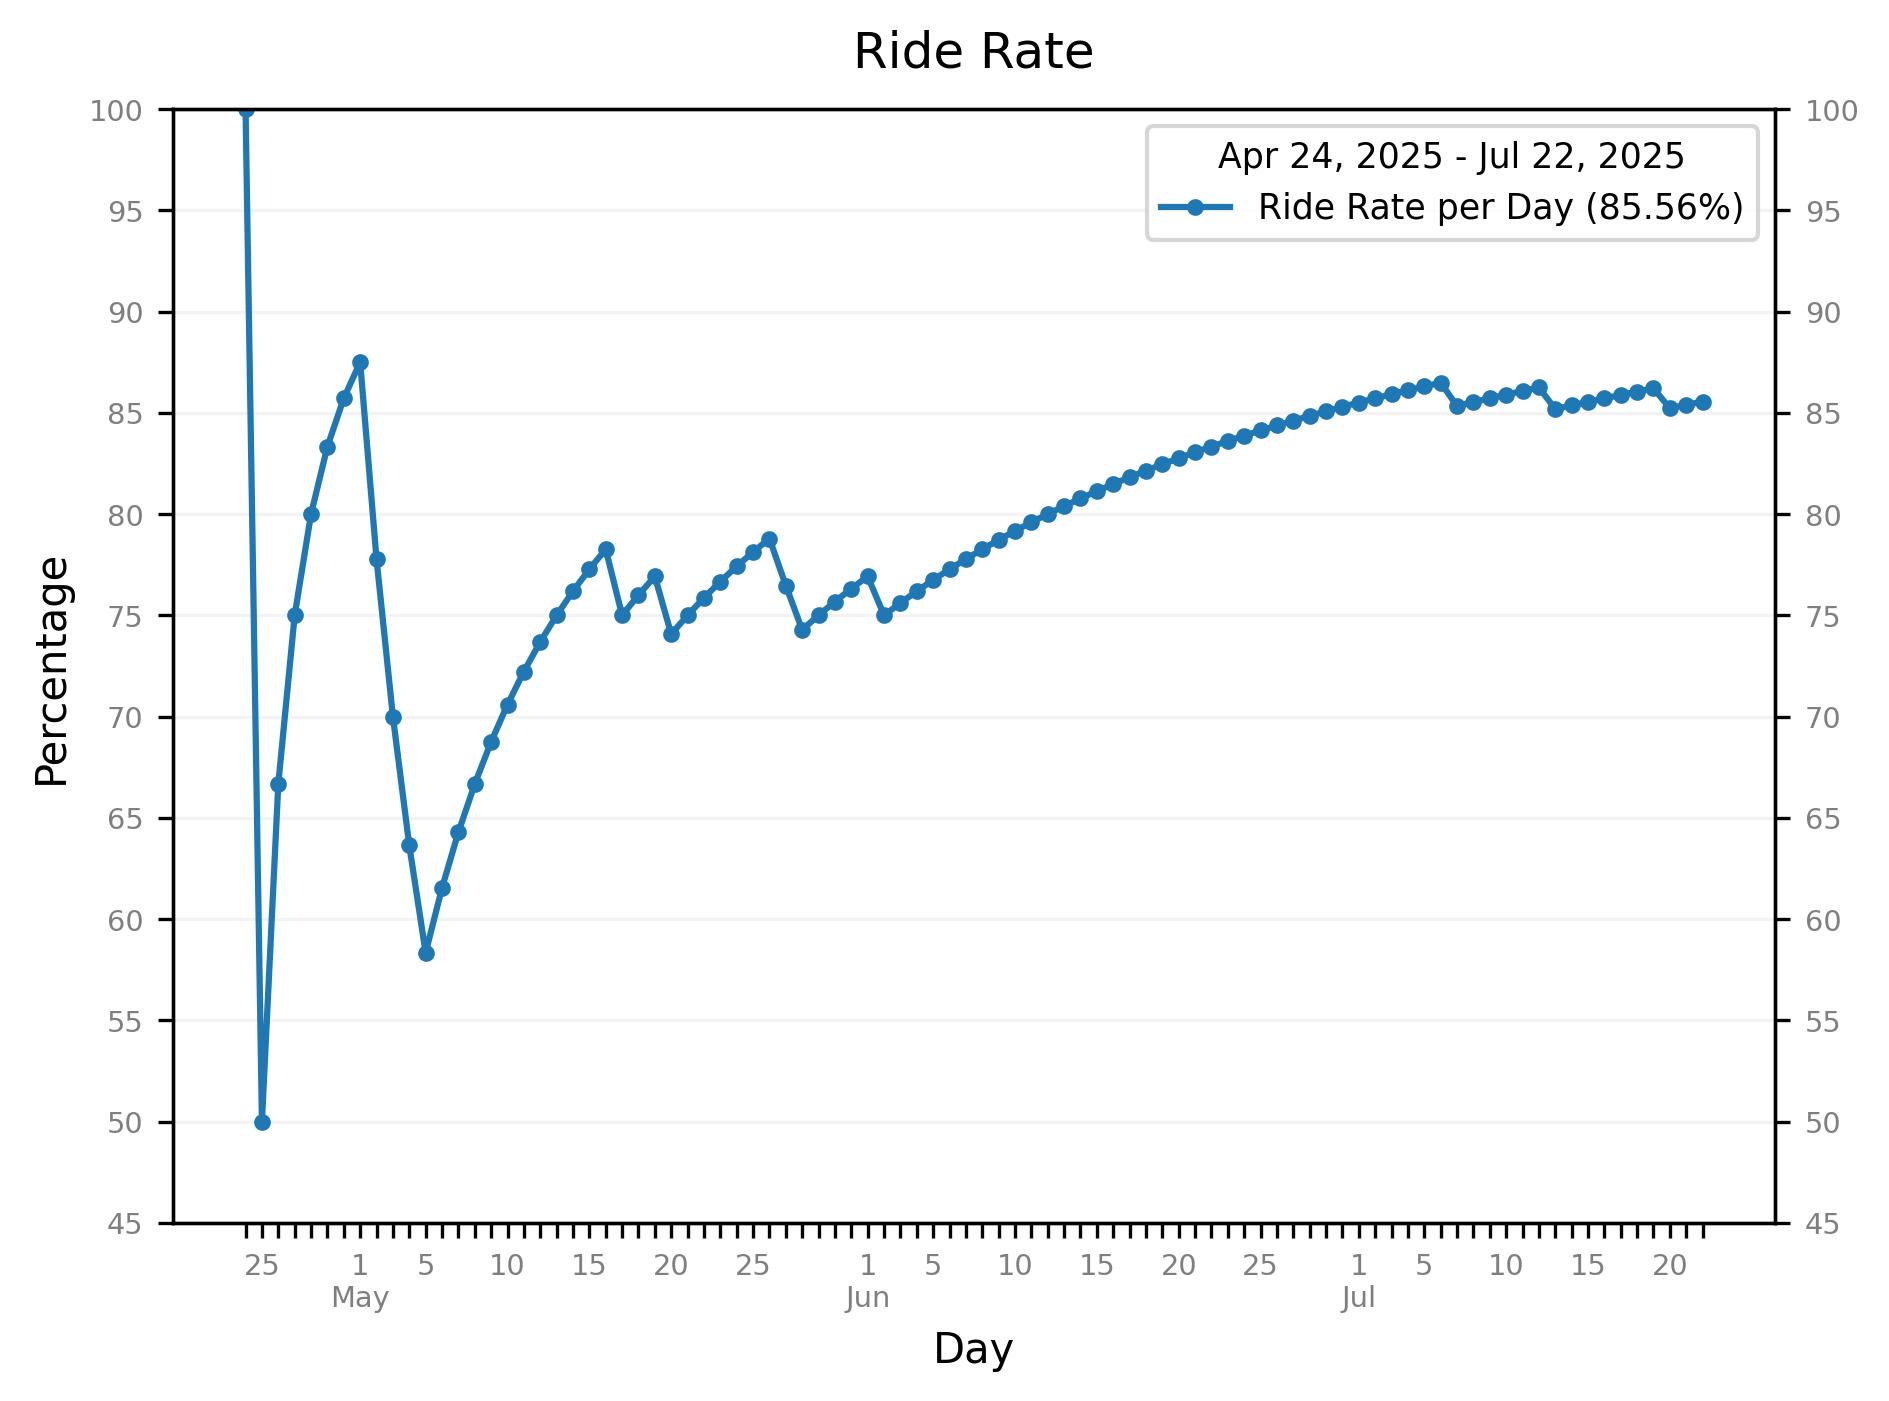 Ride Rate
Apr 24, 2025 - Jul 22, 2025
Ride Rate per Day (85.56%)
Percentage
100 100
95 95
90 90
85 85
80 80
75 75
70 70
65 65
60 60
55 55
50 50
45 45
25 1 5 10 15 20 25 1 5 10 15 20 25 1 5 10 15 20
May Jun Jul
Day